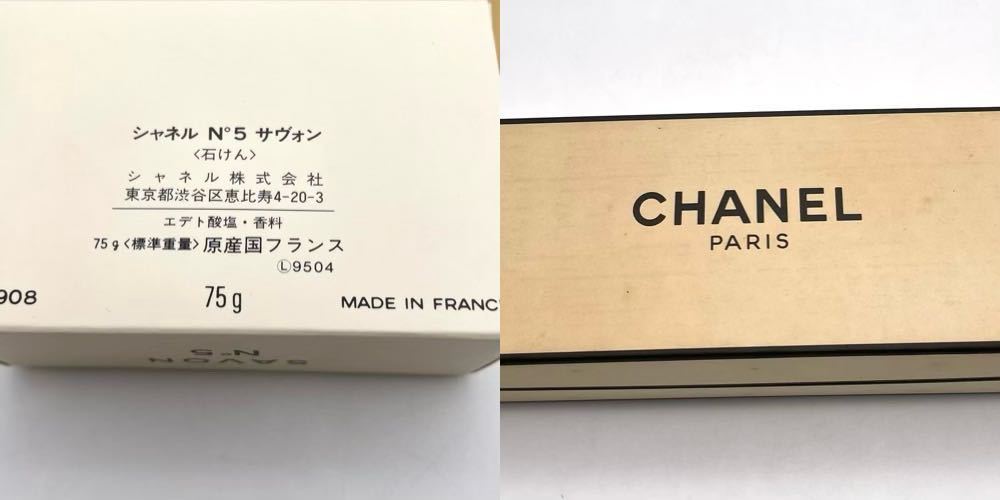 シャネル N°5 サヴォン
〈石けん〉
シャネル株式会社
東京都渋谷区恵比寿4-20-3
エデト酸塩・香料
75g〈標準重量〉原産国フランス
Ⓛ9504
908
75g
MADE IN FRANC
SAVON
N°5
CHANEL
PARIS